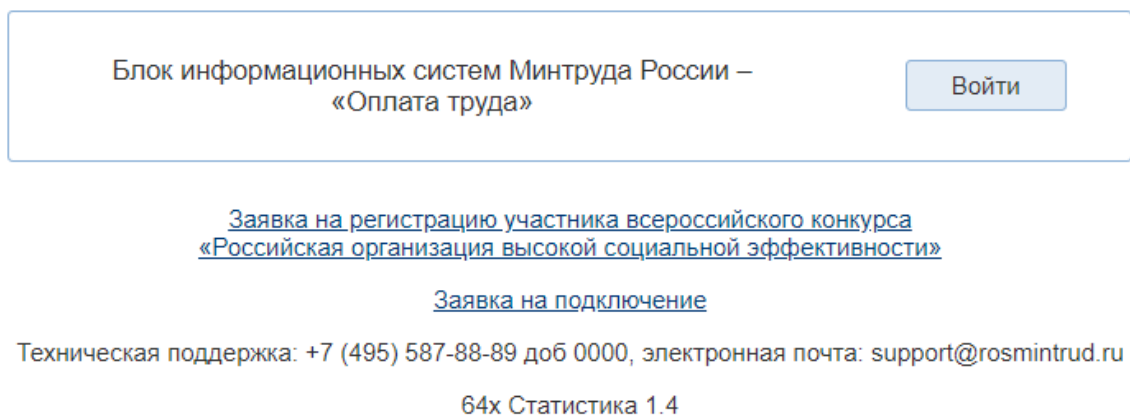 Блок информационных систем Минтруда России –
«Оплата труда»
Войти
Заявка на регистрацию участника всероссийского конкурса
«Российская организация высокой социальной эффективности»
Заявка на подключение
Техническая поддержка: +7 (495) 587-88-89 доб 0000, электронная почта: support@rosmintrud.ru
64x Статистика 1.4